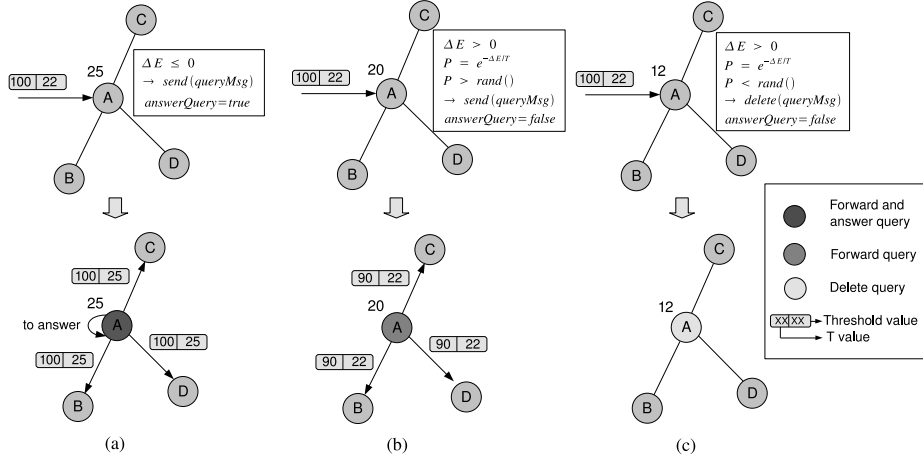 C
25
100 22
A
B
D
ΔE ≤ 0
→ send(queryMsg)
answerQuery=true
C
20
100 22
A
B
D
ΔE > 0
P = e^{-ΔE/T}
P > rand()
→ send(queryMsg)
answerQuery=false
C
12
100 22
A
B
D
ΔE > 0
P = e^{-ΔE/T}
P < rand()
→ delete(queryMsg)
answerQuery=false
C
100 25
25
to answer
A
100 25
100 25
B
D
(a)
C
90 22
20
A
90 22
90 22
B
D
(b)
C
12
A
B
D
(c)
Forward and
answer query
Forward query
Delete query
XX XX
Threshold value
T value